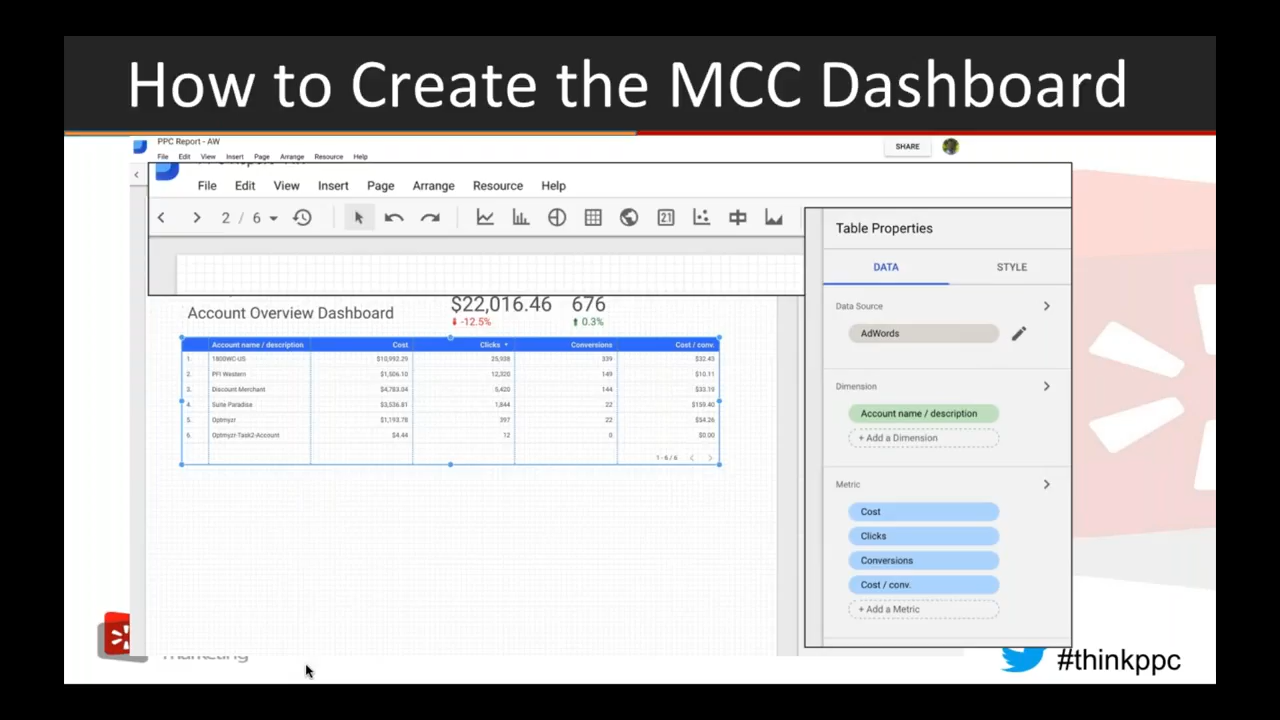 How to Create the MCC Dashboard
PPC Report - AW
File Edit View Insert Page Arrange Resource Help
SHARE
File Edit View Insert Page Arrange Resource Help
2 / 6
21
Table Properties
DATA STYLE
Data Source
AdWords
Dimension
Account name / description
+ Add a Dimension
Metric
Cost
Clicks
Conversions
Cost / conv.
+ Add a Metric
Account Overview Dashboard
$22,016.46 676
-12.5% 0.3%
Account name / description Cost Clicks Conversions Cost / conv.
1. 1800WC-US $10,992.29 25,938 339 $32.43
2. PFI Western $1,506.10 12,320 149 $10.11
3. Discount Merchant $4,783.04 5,420 144 $33.19
4. Suite Paradise $3,536.81 1,844 22 $159.40
5. Optmyzr $1,193.78 397 22 $54.26
6. Optmyzr-Task2-Account $4.44 12 0 $0.00
1 - 6 / 6
#thinkppc